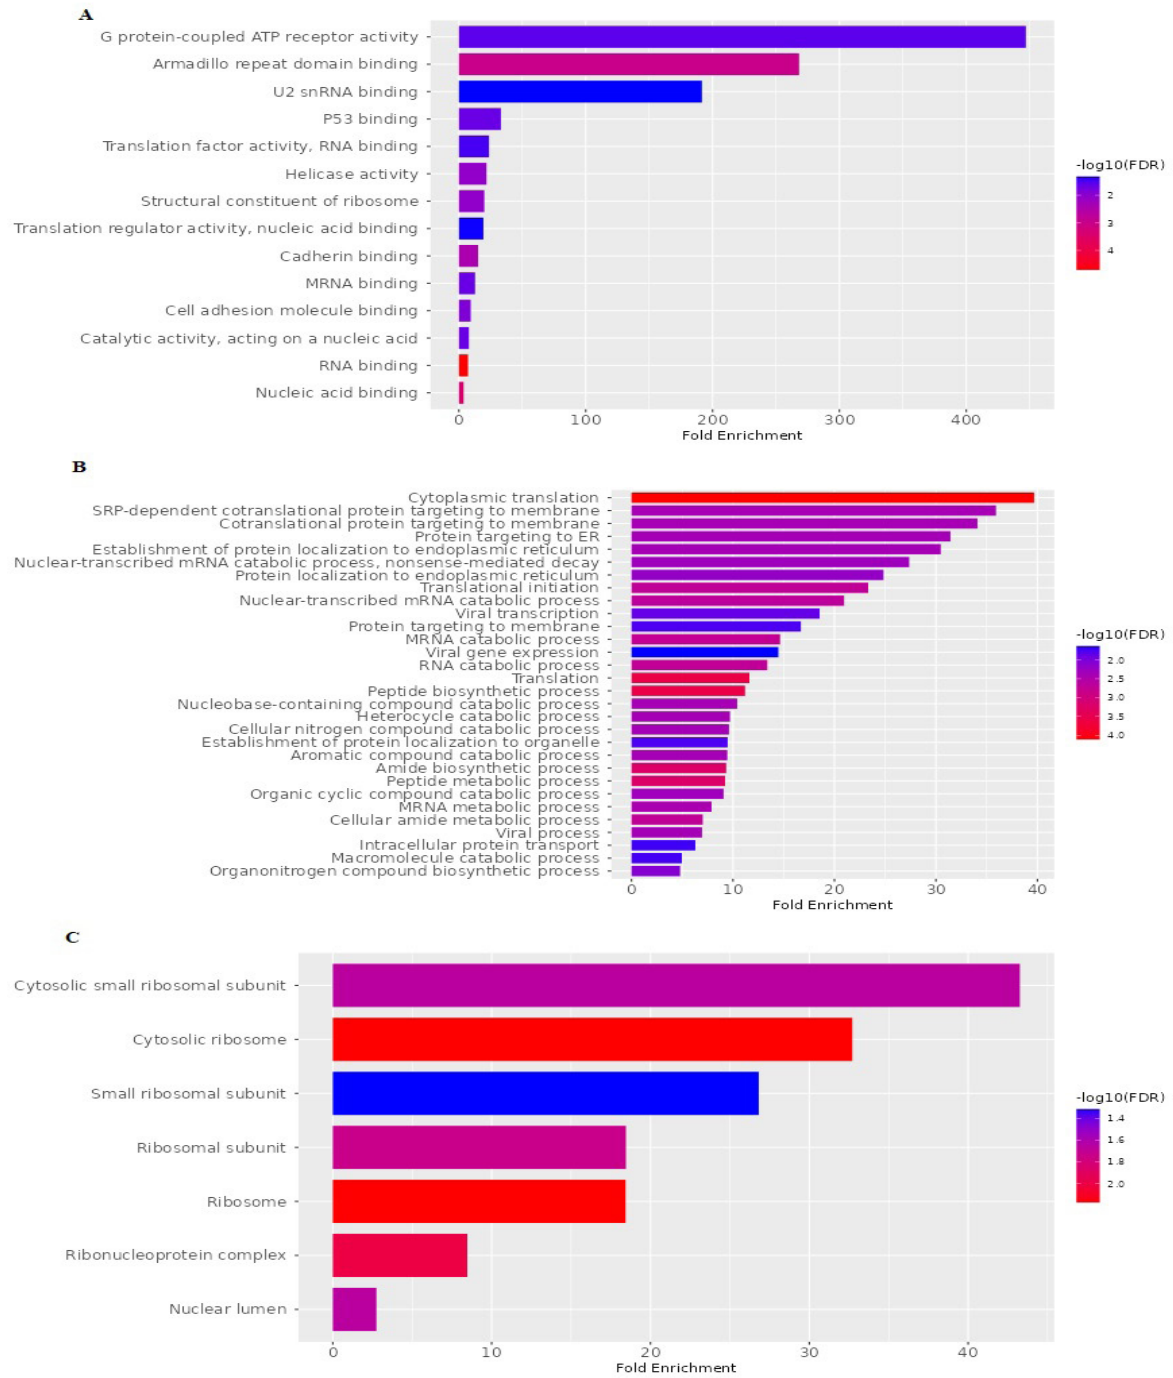 A
G protein-coupled ATP receptor activity
Armadillo repeat domain binding
U2 snRNA binding
P53 binding
Translation factor activity, RNA binding
Helicase activity
Structural constituent of ribosome
Translation regulator activity, nucleic acid binding
Cadherin binding
MRNA binding
Cell adhesion molecule binding
Catalytic activity, acting on a nucleic acid
RNA binding
Nucleic acid binding
0 100 200 300 400
Fold Enrichment
-log10(FDR)
2
3
4
B
Cytoplasmic translation
SRP-dependent cotranslational protein targeting to membrane
Cotranslational protein targeting to membrane
Protein targeting to ER
Establishment of protein localization to endoplasmic reticulum
Nuclear-transcribed mRNA catabolic process, nonsense-mediated decay
Protein localization to endoplasmic reticulum
Translational initiation
Nuclear-transcribed mRNA catabolic process
Viral transcription
Protein targeting to membrane
MRNA catabolic process
Viral gene expression
RNA catabolic process
Translation
Peptide biosynthetic process
Nucleobase-containing compound catabolic process
Heterocycle catabolic process
Cellular nitrogen compound catabolic process
Establishment of protein localization to organelle
Aromatic compound catabolic process
Amide biosynthetic process
Peptide metabolic process
Organic cyclic compound catabolic process
MRNA metabolic process
Cellular amide metabolic process
Viral process
Intracellular protein transport
Macromolecule catabolic process
Organonitrogen compound biosynthetic process
0 10 20 30 40
Fold Enrichment
-log10(FDR)
2.0
2.5
3.0
3.5
4.0
C
Cytosolic small ribosomal subunit
Cytosolic ribosome
Small ribosomal subunit
Ribosomal subunit
Ribosome
Ribonucleoprotein complex
Nuclear lumen
0 10 20 30 40
Fold Enrichment
-log10(FDR)
1.4
1.6
1.8
2.0